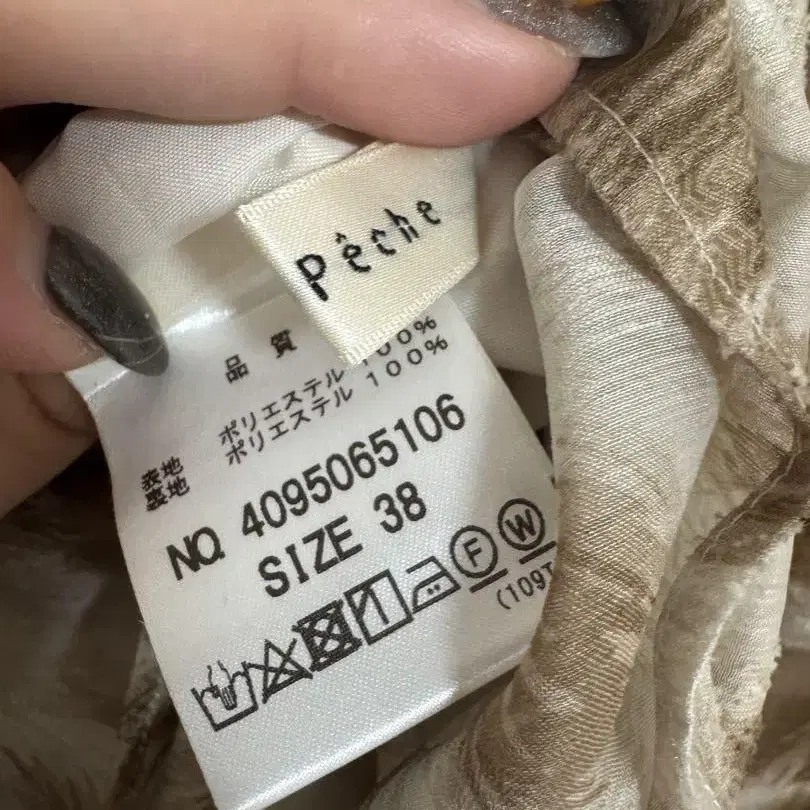 Pêche
品質
表地 ポリエステル 100%
裏地 ポリエステル 100%
NO. 4095065106
SIZE 38
F W
(109T